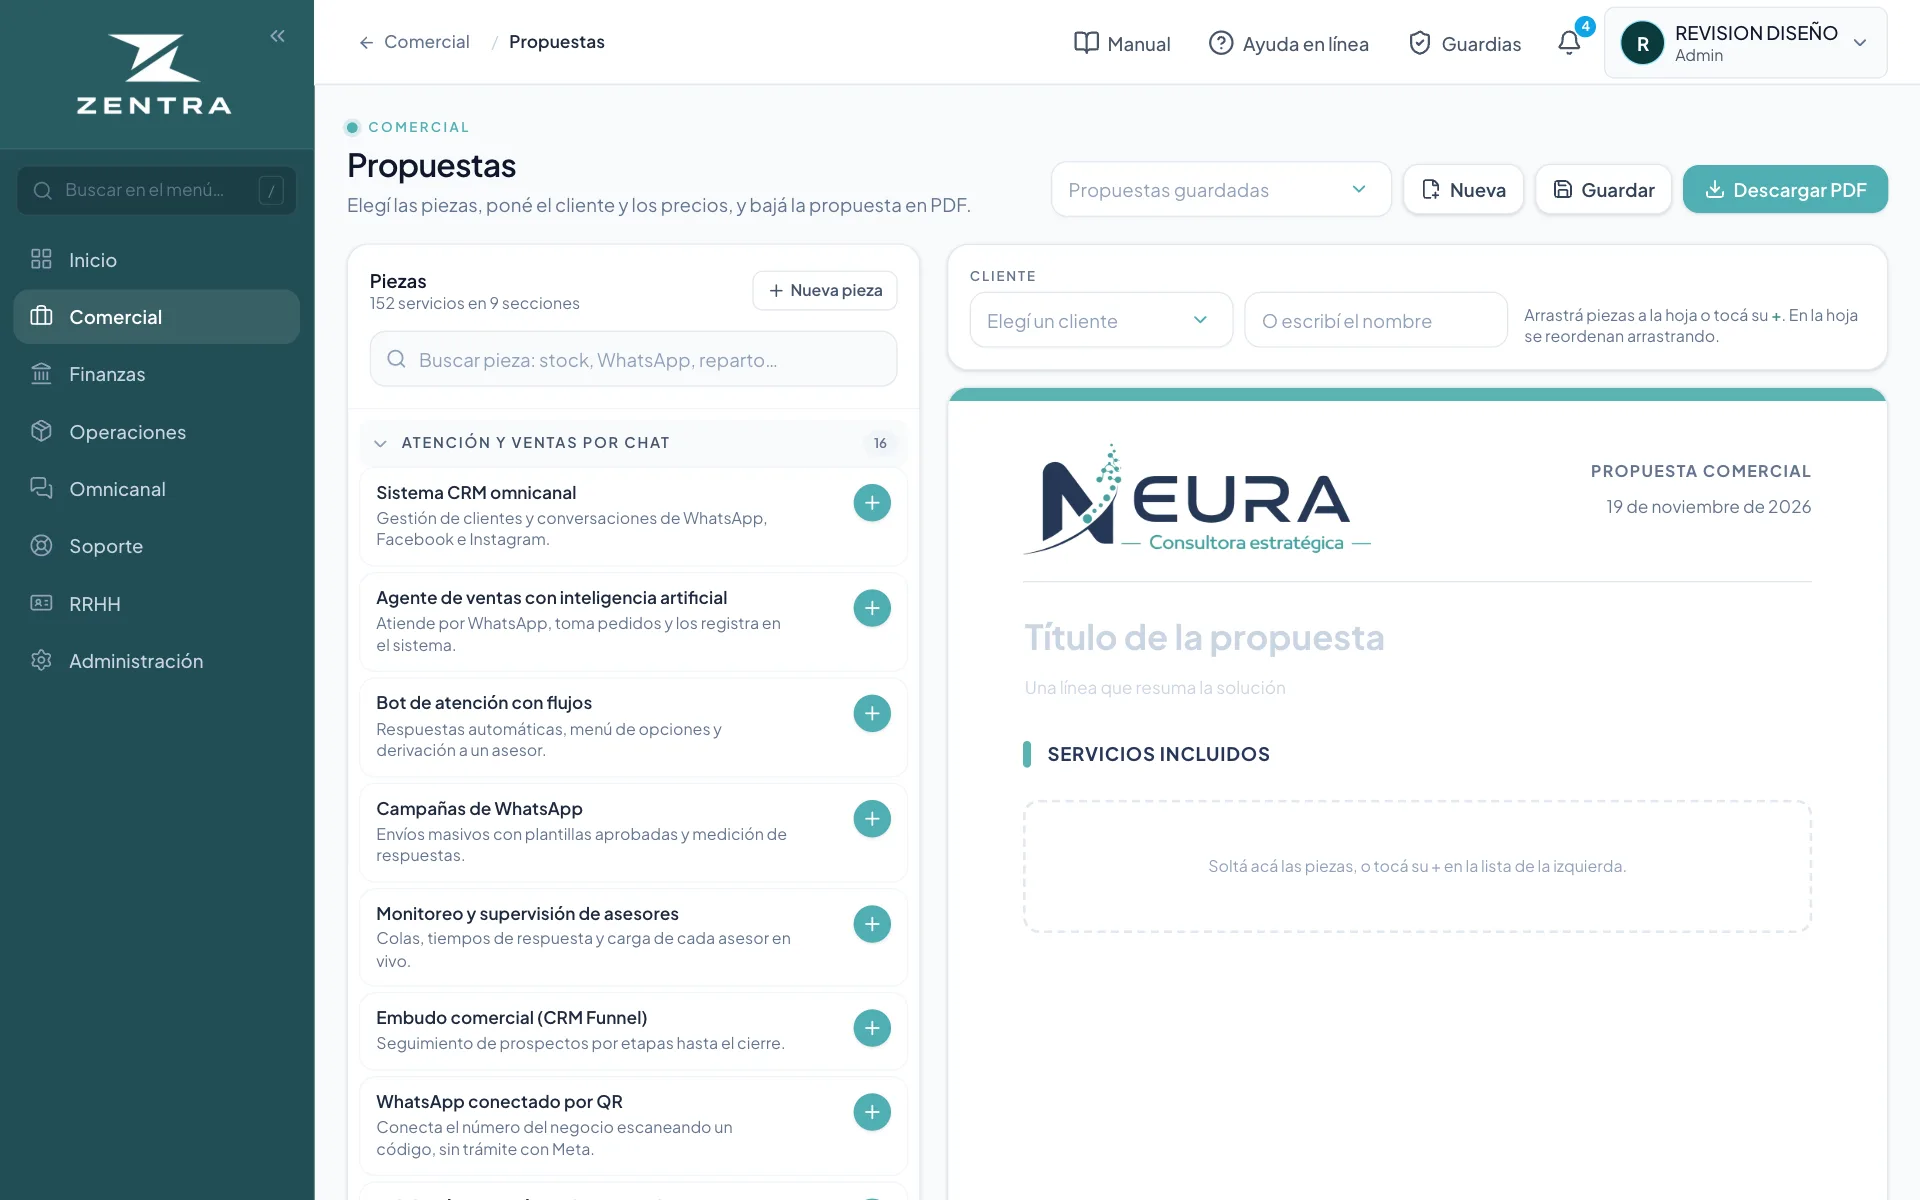 ZENTRA
Buscar en el menú... /
Inicio
Comercial
Finanzas
Operaciones
Omnicanal
Soporte
RRHH
Administración
Comercial / Propuestas
Manual
Ayuda en línea
Guardias
4
R
REVISION DISEÑO
Admin
COMERCIAL
Propuestas
Elegí las piezas, poné el cliente y los precios, y bajá la propuesta en PDF.
Propuestas guardadas
Nueva
Guardar
Descargar PDF
Piezas
152 servicios en 9 secciones
Nueva pieza
Buscar pieza: stock, WhatsApp, reparto...
ATENCIÓN Y VENTAS POR CHAT 16
Sistema CRM omnicanal
Gestión de clientes y conversaciones de WhatsApp,
Facebook e Instagram.
Agente de ventas con inteligencia artificial
Atiende por WhatsApp, toma pedidos y los registra en
el sistema.
Bot de atención con flujos
Respuestas automáticas, menú de opciones y
derivación a un asesor.
Campañas de WhatsApp
Envíos masivos con plantillas aprobadas y medición de
respuestas.
Monitoreo y supervisión de asesores
Colas, tiempos de respuesta y carga de cada asesor en
vivo.
Embudo comercial (CRM Funnel)
Seguimiento de prospectos por etapas hasta el cierre.
WhatsApp conectado por QR
Conecta el número del negocio escaneando un
código, sin trámite con Meta.
CLIENTE
Elegí un cliente
O escribí el nombre
Arrastrá piezas a la hoja o tocá su +. En la hoja
se reordenan arrastrando.
NEURA
Consultora estratégica
PROPUESTA COMERCIAL
19 de noviembre de 2026
Título de la propuesta
Una línea que resuma la solución
SERVICIOS INCLUIDOS
Soltá acá las piezas, o tocá su + en la lista de la izquierda.